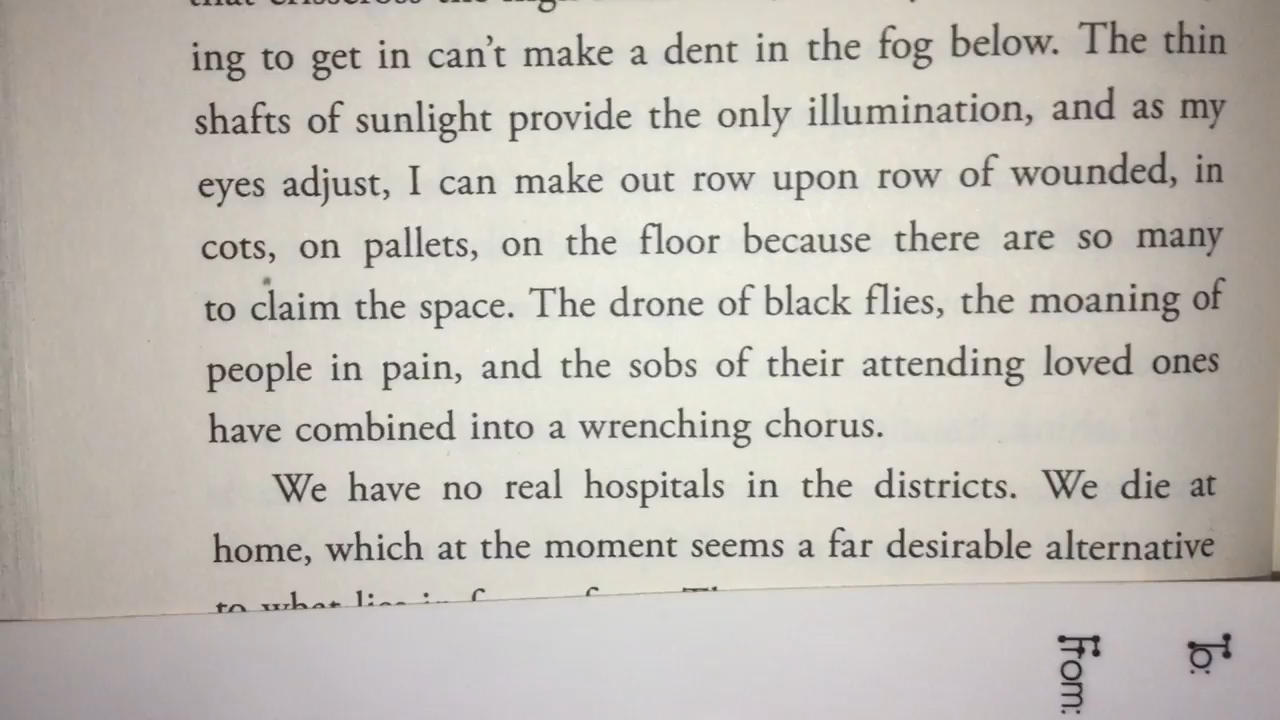 ing to get in can’t make a dent in the fog below. The thin
shafts of sunlight provide the only illumination, and as my
eyes adjust, I can make out row upon row of wounded, in
cots, on pallets, on the floor because there are so many
to claim the space. The drone of black flies, the moaning of
people in pain, and the sobs of their attending loved ones
have combined into a wrenching chorus.
We have no real hospitals in the districts. We die at
home, which at the moment seems a far desirable alternative
to what
To:
From: